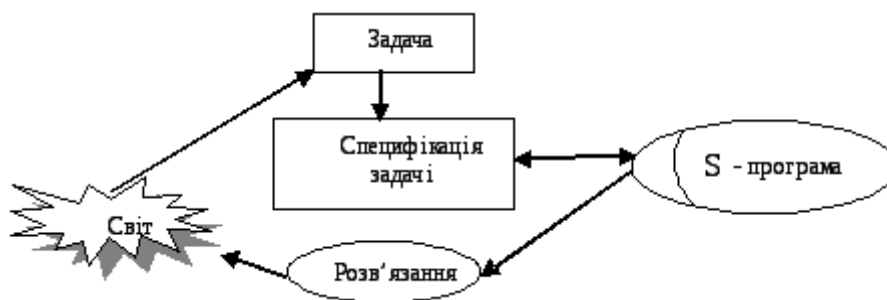 Задача
Специфікація
задачі
S - програма
Світ
Розв’язання